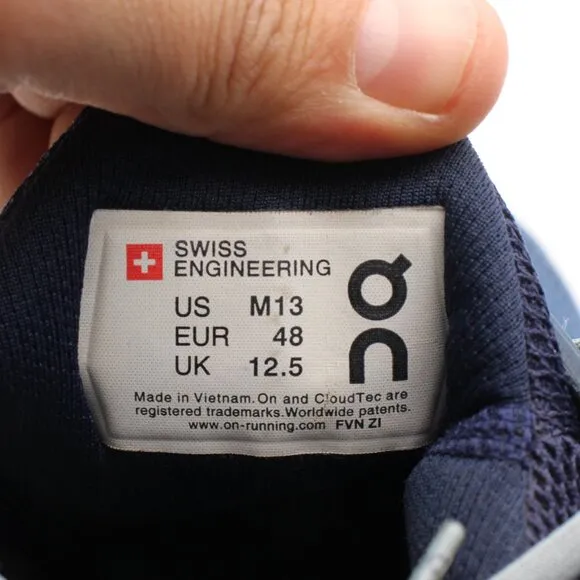 SWISS
ENGINEERING
US M13
EUR 48
UK 12.5
Made in Vietnam. On and CloudTec are
registered trademarks. Worldwide patents.
www.on-running.com FVN ZI